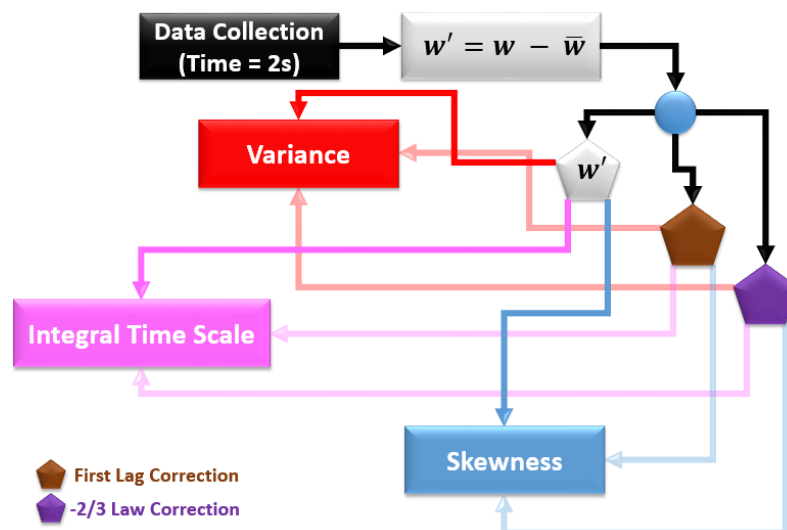 Data Collection
(Time = 2s)
w′ = w − w̅
Variance
w′
Integral Time Scale
Skewness
First Lag Correction
-2/3 Law Correction